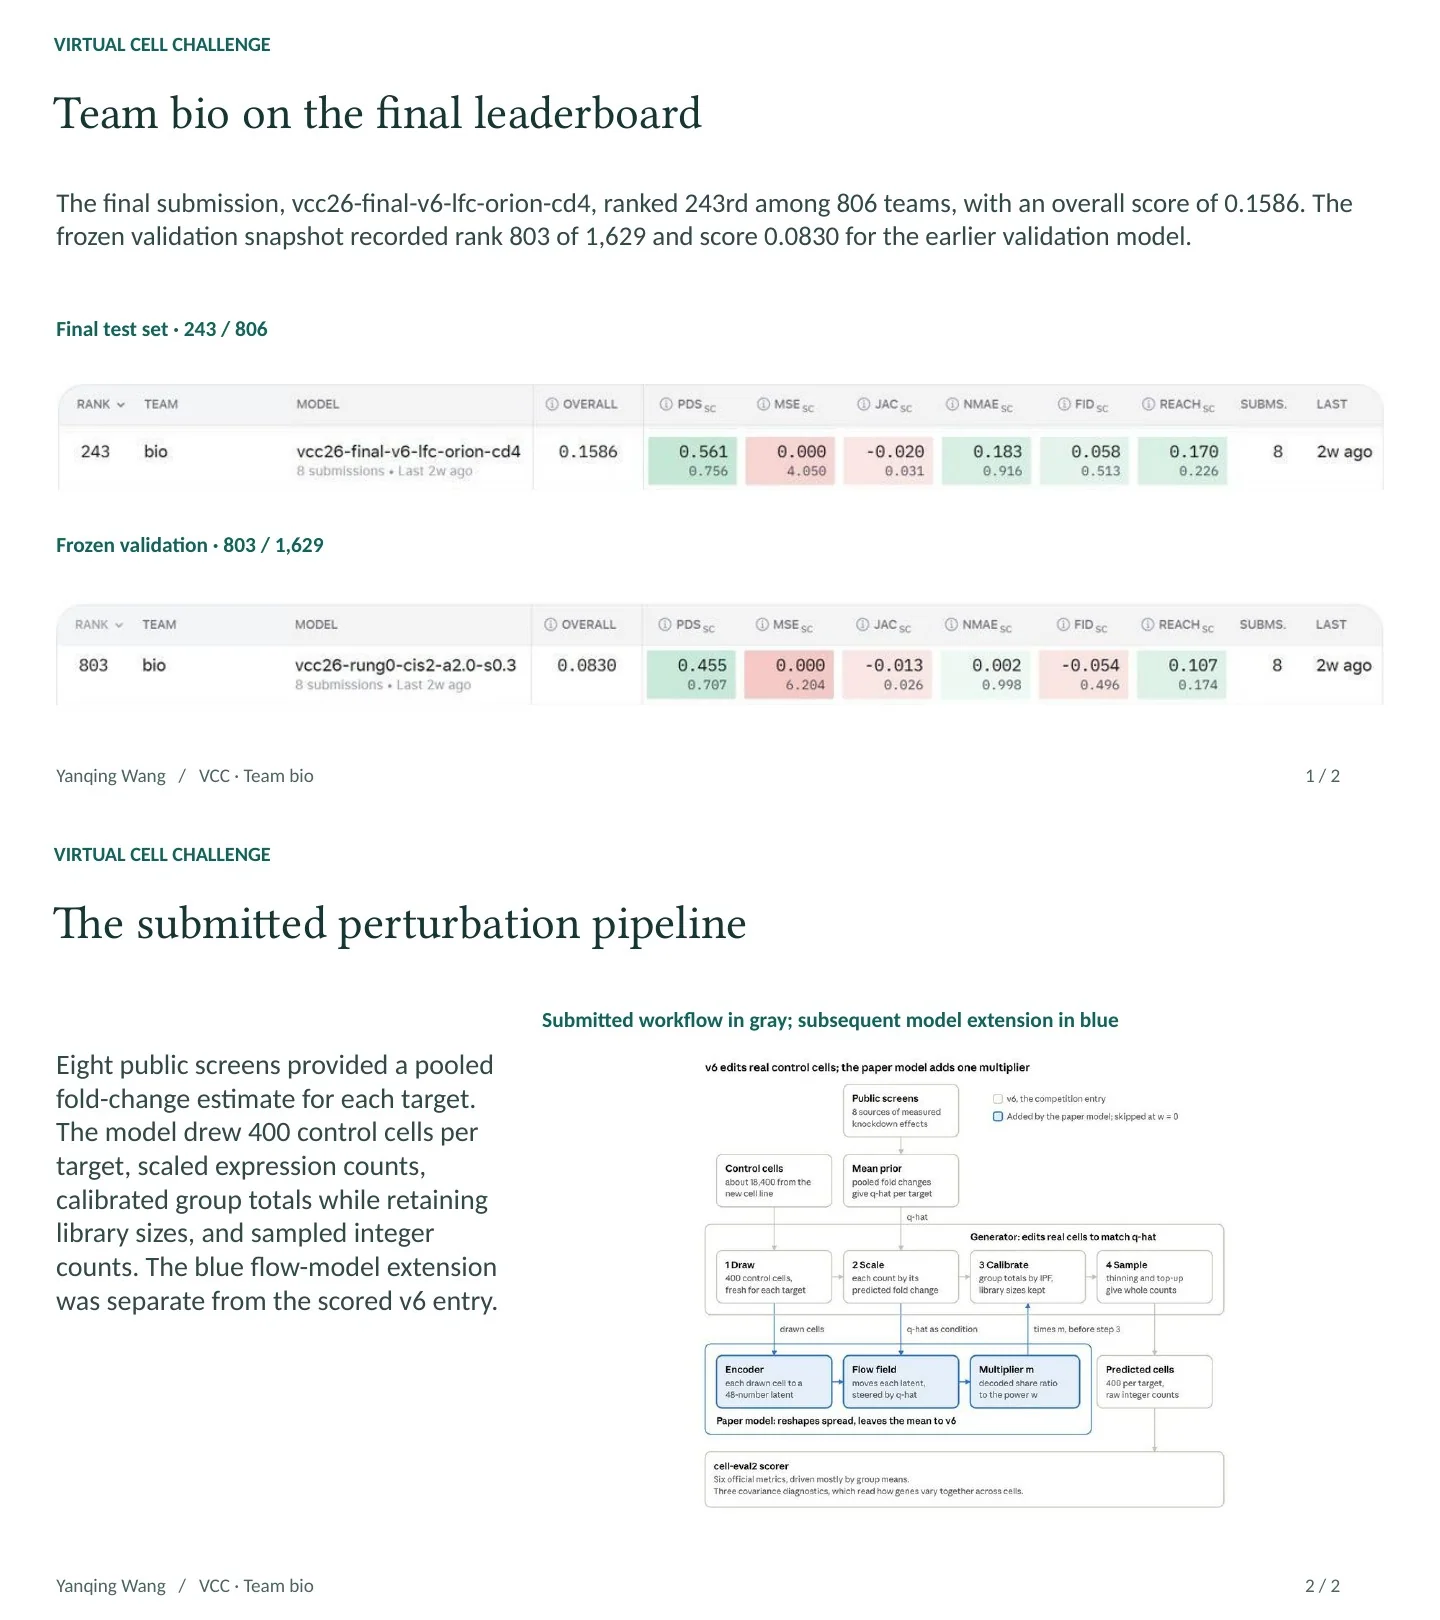 VIRTUAL CELL CHALLENGE
Team bio on the final leaderboard
The final submission, vcc26-final-v6-lfc-orion-cd4, ranked 243rd among 806 teams, with an overall score of 0.1586. The
frozen validation snapshot recorded rank 803 of 1,629 and score 0.0830 for the earlier validation model.
Final test set · 243 / 806
RANK TEAM MODEL OVERALL PDS SC MSE SC JAC SC NMAE SC FID SC REACH SC SUBMS. LAST
243 bio vcc26-final-v6-lfc-orion-cd4 0.1586 0.561 0.000 -0.020 0.183 0.058 0.170 8 2w ago
8 submissions • Last 2w ago 0.756 4.050 0.031 0.916 0.513 0.226
Frozen validation · 803 / 1,629
RANK TEAM MODEL OVERALL PDS SC MSE SC JAC SC NMAE SC FID SC REACH SC SUBMS. LAST
803 bio vcc26-rung0-cis2-a2.0-s0.3 0.0830 0.455 0.000 -0.013 0.002 -0.054 0.107 8 2w ago
8 submissions • Last 2w ago 0.707 6.204 0.026 0.998 0.496 0.174
Yanqing Wang / VCC · Team bio 1 / 2
VIRTUAL CELL CHALLENGE
The submitted perturbation pipeline
Submitted workflow in gray; subsequent model extension in blue
Eight public screens provided a pooled
fold-change estimate for each target.
The model drew 400 control cells per
target, scaled expression counts,
calibrated group totals while retaining
library sizes, and sampled integer
counts. The blue flow-model extension
was separate from the scored v6 entry.
v6 edits real control cells; the paper model adds one multiplier
Public screens
8 sources of measured
knockdown effects
v6, the competition entry
Added by the paper model; skipped at w = 0
Control cells
about 18,400 from the
new cell line
Mean prior
pooled fold changes
give q-hat per target
q-hat
Generator: edits real cells to match q-hat
1 Draw
400 control cells,
fresh for each target
2 Scale
each count by its
predicted fold change
3 Calibrate
group totals by IPF,
library sizes kept
4 Sample
thinning and top-up
give whole counts
drawn cells
q-hat as condition
times m, before step 3
Encoder
each drawn cell to a
48-number latent
Flow field
moves each latent,
steered by q-hat
Multiplier m
decoded share ratio
to the power w
Predicted cells
400 per target,
raw integer counts
Paper model: reshapes spread, leaves the mean to v6
cell-eval2 scorer
Six official metrics, driven mostly by group means.
Three covariance diagnostics, which read how genes vary together across cells.
Yanqing Wang / VCC · Team bio 2 / 2